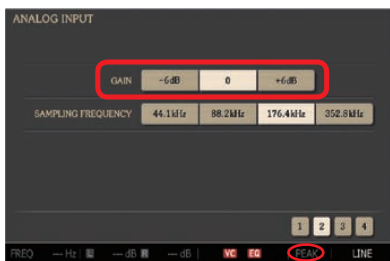 ANALOG INPUT
GAIN -6dB 0 +6dB
SAMPLING FREQUENCY 44.1kHz 88.2kHz 176.4kHz 352.8kHz
1 2 3 4
FREQ --- Hz --- dB R --- dB VC EG PEAK LINE